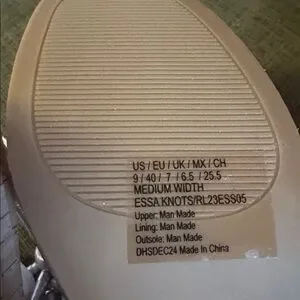 US / EU / UK / MX / CH
9 / 40 / 7 / 6.5 / 25.5
MEDIUM WIDTH
ESSA KNOTS/RL23ESS05
Upper: Man Made
Lining: Man Made
Outsole: Man Made
DHSDEC24 Made In China